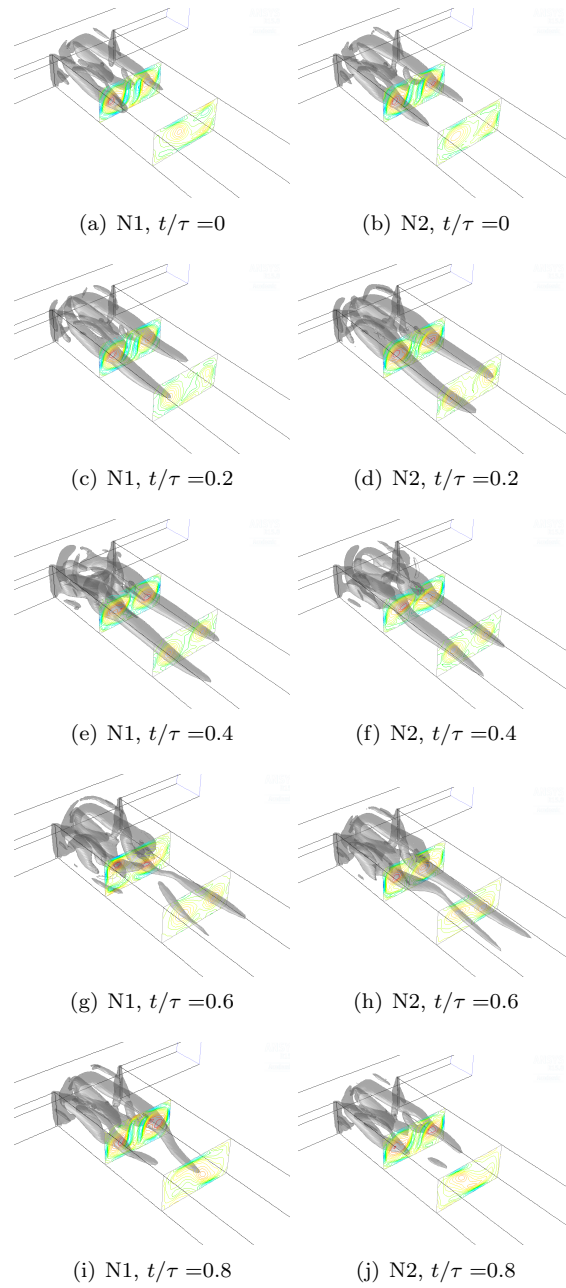 (a) N1, t/τ =0
(b) N2, t/τ =0
(c) N1, t/τ =0.2
(d) N2, t/τ =0.2
(e) N1, t/τ =0.4
(f) N2, t/τ =0.4
(g) N1, t/τ =0.6
(h) N2, t/τ =0.6
(i) N1, t/τ =0.8
(j) N2, t/τ =0.8